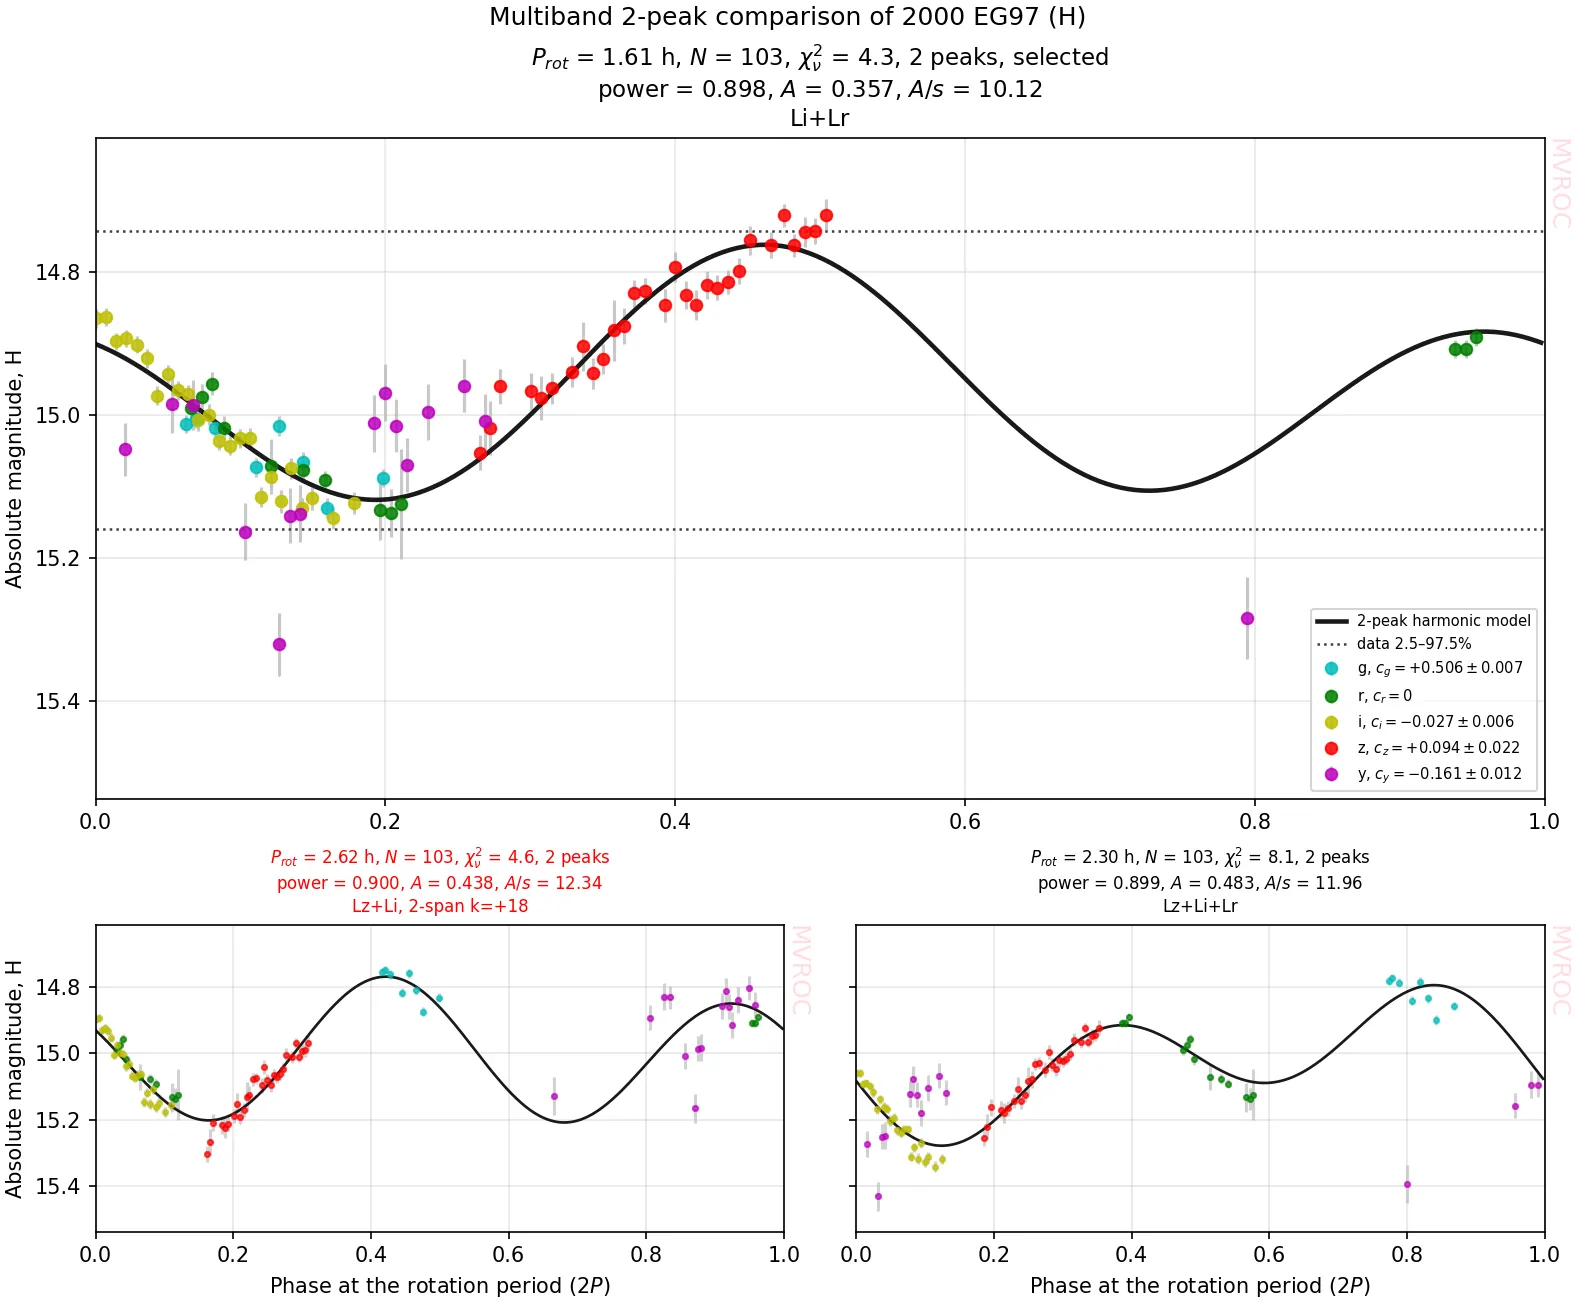 Multiband 2-peak comparison of 2000 EG97 (H)
P_rot = 1.61 h, N = 103, χ²_ν = 4.3, 2 peaks, selected
power = 0.898, A = 0.357, A/s = 10.12
Li+Lr
MVROC
Absolute magnitude, H
14.8
15.0
15.2
15.4
2-peak harmonic model
data 2.5–97.5%
g, c_g = +0.506 ± 0.007
r, c_r = 0
i, c_i = −0.027 ± 0.006
z, c_z = +0.094 ± 0.022
y, c_y = −0.161 ± 0.012
0.0 0.2 0.4 0.6 0.8 1.0
P_rot = 2.62 h, N = 103, χ²_ν = 4.6, 2 peaks
power = 0.900, A = 0.438, A/s = 12.34
Lz+Li, 2-span k=+18
MVROC
Absolute magnitude, H
14.8
15.0
15.2
15.4
0.0 0.2 0.4 0.6 0.8 1.0
Phase at the rotation period (2P)
P_rot = 2.30 h, N = 103, χ²_ν = 8.1, 2 peaks
power = 0.899, A = 0.483, A/s = 11.96
Lz+Li+Lr
MVROC
0.0 0.2 0.4 0.6 0.8 1.0
Phase at the rotation period (2P)